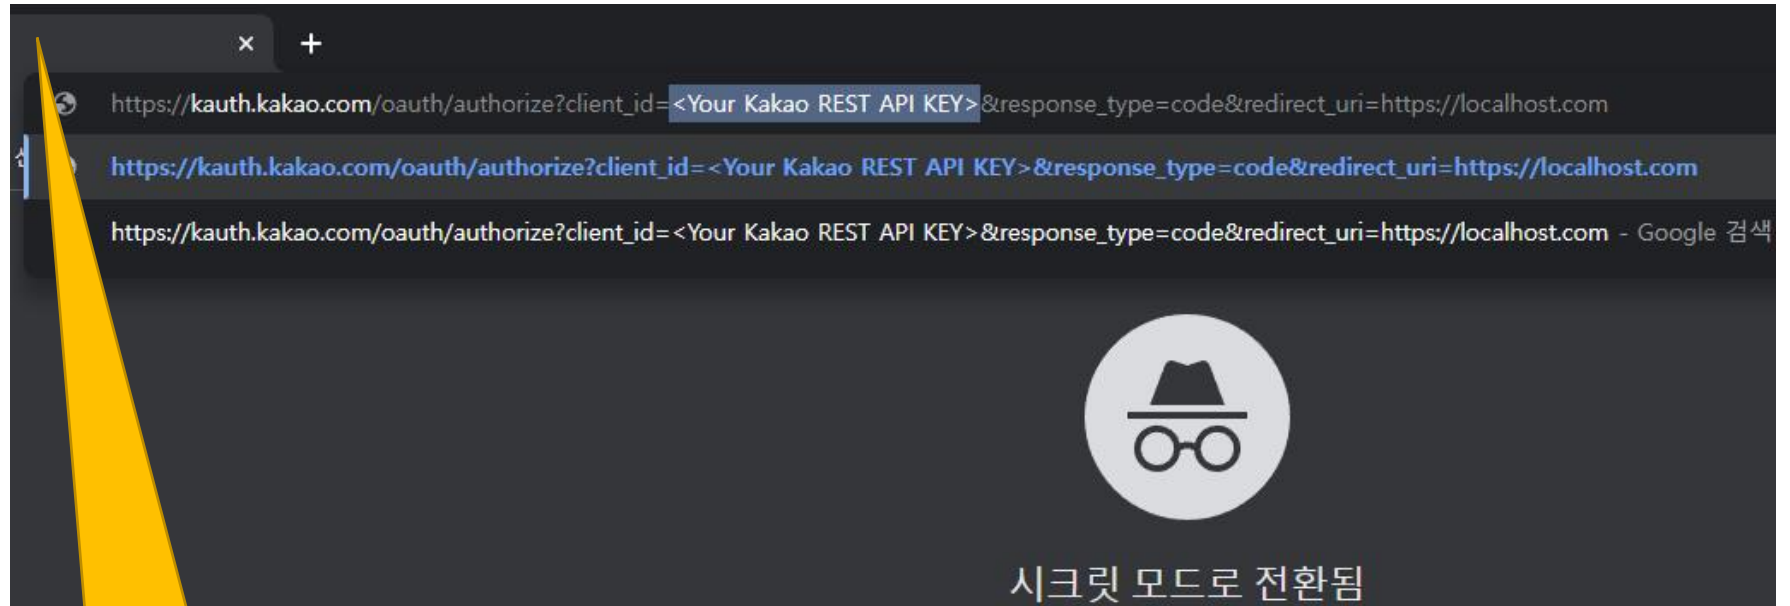 https://kauth.kakao.com/oauth/authorize?client_id=<Your Kakao REST API KEY>&response_type=code&redirect_uri=https://localhost.com
https://kauth.kakao.com/oauth/authorize?client_id=<Your Kakao REST API KEY>&response_type=code&redirect_uri=https://localhost.com
https://kauth.kakao.com/oauth/authorize?client_id=<Your Kakao REST API KEY>&response_type=code&redirect_uri=https://localhost.com - Google 검색
시크릿 모드로 전환됨